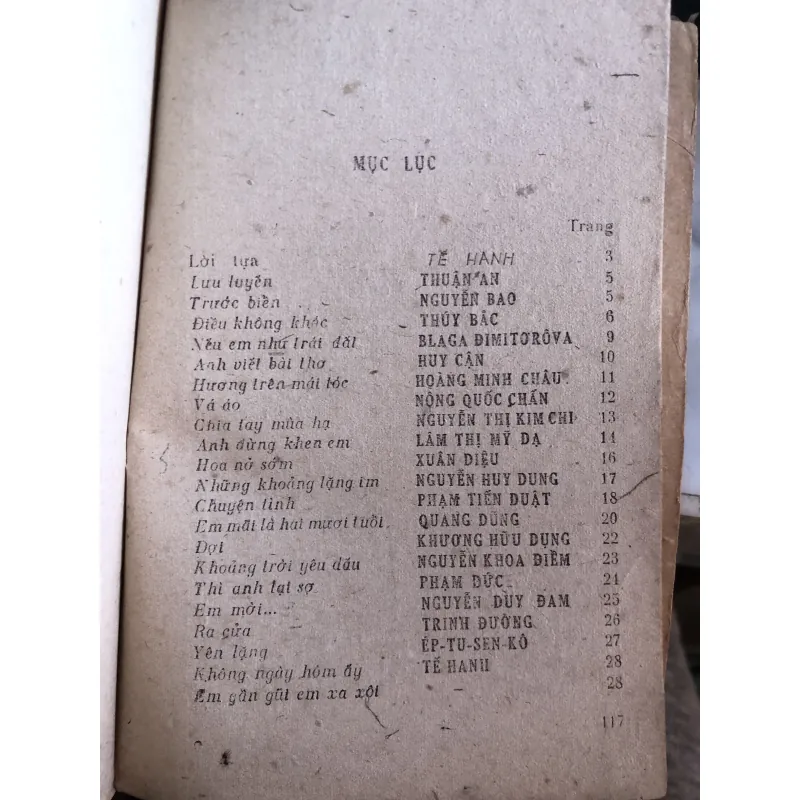 MỤC LỤC
Trang
Lời tựa TẾ HANH 3
Lưu luyến THUẬN AN 5
Trước biển NGUYỄN BAO 5
Điều không khóc THÚY BẮC 6
Nếu em như trái đất BLAGA ĐIMITƠRÔVA 9
Anh viết bài thơ HUY CẬN 10
Hương trên mái tóc HOÀNG MINH CHÂU 11
Vá áo NÔNG QUỐC CHẤN 12
Chia tay mùa hạ NGUYỄN THỊ KIM CHI 13
Anh đừng khen em LÂM THỊ MỸ DẠ 14
Hoa nở sớm XUÂN DIỆU 16
Những khoảng lặng im NGUYỄN HUY DUNG 17
Chuyện tình PHẠM TIẾN DUẬT 18
Em mãi là hai mươi tuổi QUANG DŨNG 20
Đợi KHƯƠNG HỮU DỤNG 22
Khoảng trời yêu dấu NGUYỄN KHOA ĐIỀM 23
Thì anh lại sợ PHẠM ĐỨC 24
Em mời... NGUYỄN DUY ĐAM 25
Ra cửa TRINH ĐƯỜNG 26
Yên lặng ÉP-TU-SEN-KÔ 27
Không ngày hôm ấy TẾ HANH 28
Em gần gũi em xa xôi 28
117